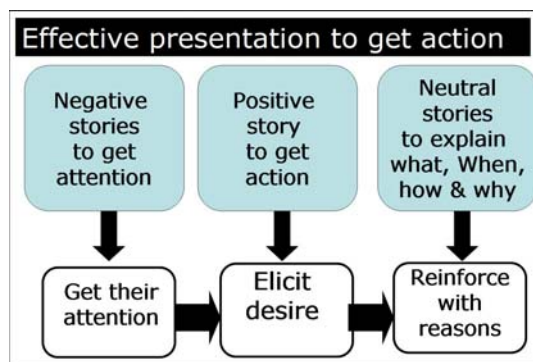 Effective presentation to get action
Negative
stories
to get
attention
Positive
story
to get
action
Neutral
stories
to explain
what, When,
how & why
Get their
attention
Elicit
desire
Reinforce
with
reasons